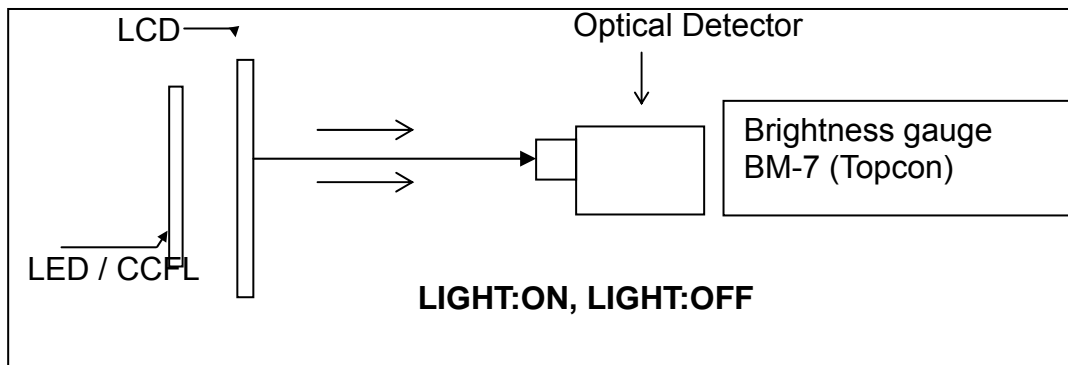 LCD
Optical Detector
Brightness gauge
BM-7 (Topcon)
LED / CCFL
LIGHT:ON, LIGHT:OFF